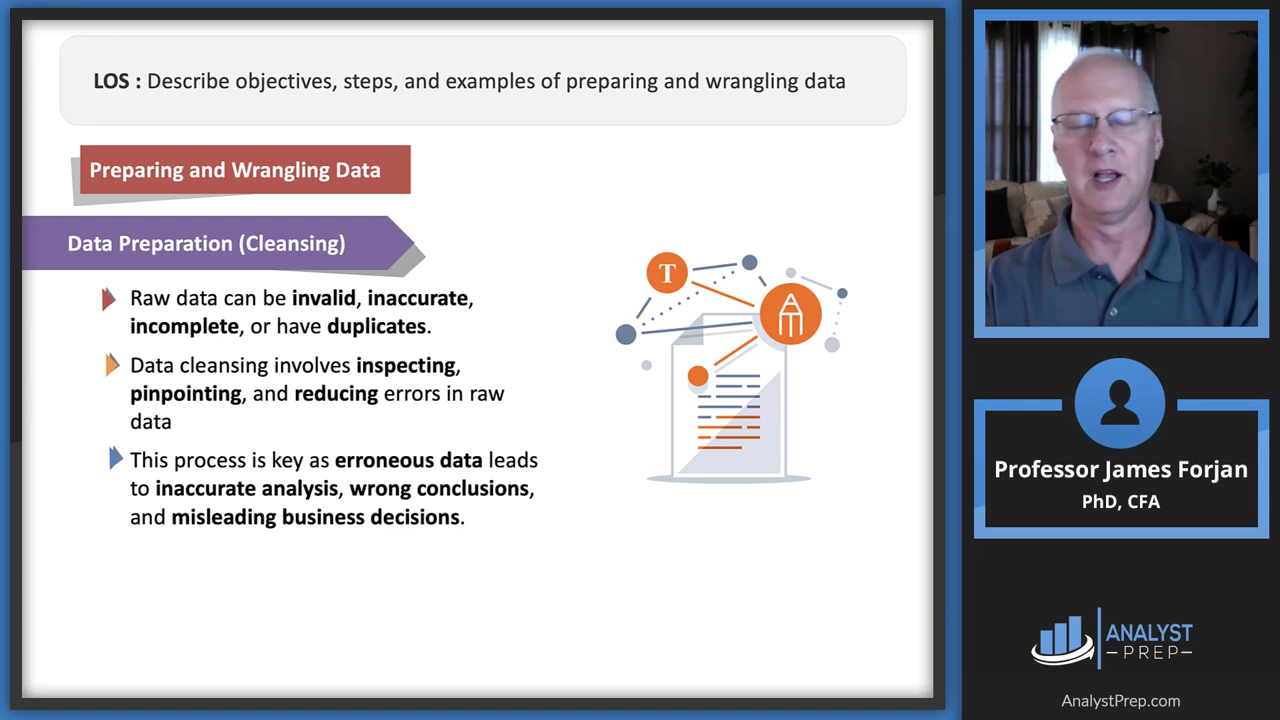 LOS : Describe objectives, steps, and examples of preparing and wrangling data
Preparing and Wrangling Data
Data Preparation (Cleansing)
Raw data can be invalid, inaccurate,
incomplete, or have duplicates.
Data cleansing involves inspecting,
pinpointing, and reducing errors in raw
data
This process is key as erroneous data leads
to inaccurate analysis, wrong conclusions,
and misleading business decisions.
T
Professor James Forjan
PhD, CFA
ANALYST
PREP
AnalystPrep.com